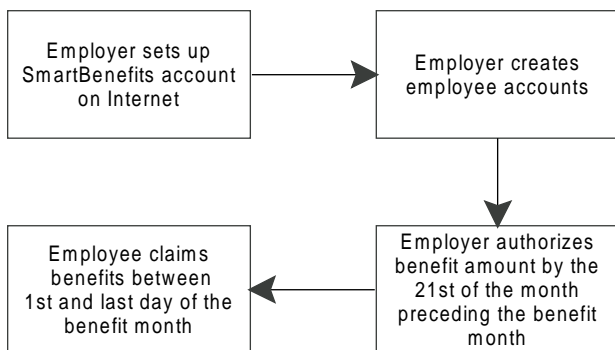 Employer sets up
SmartBenefits account
on Internet
Employer creates
employee accounts
Employer authorizes
benefit amount by the
21st of the month
preceding the benefit
month
Employee claims
benefits between
1st and last day of the
benefit month